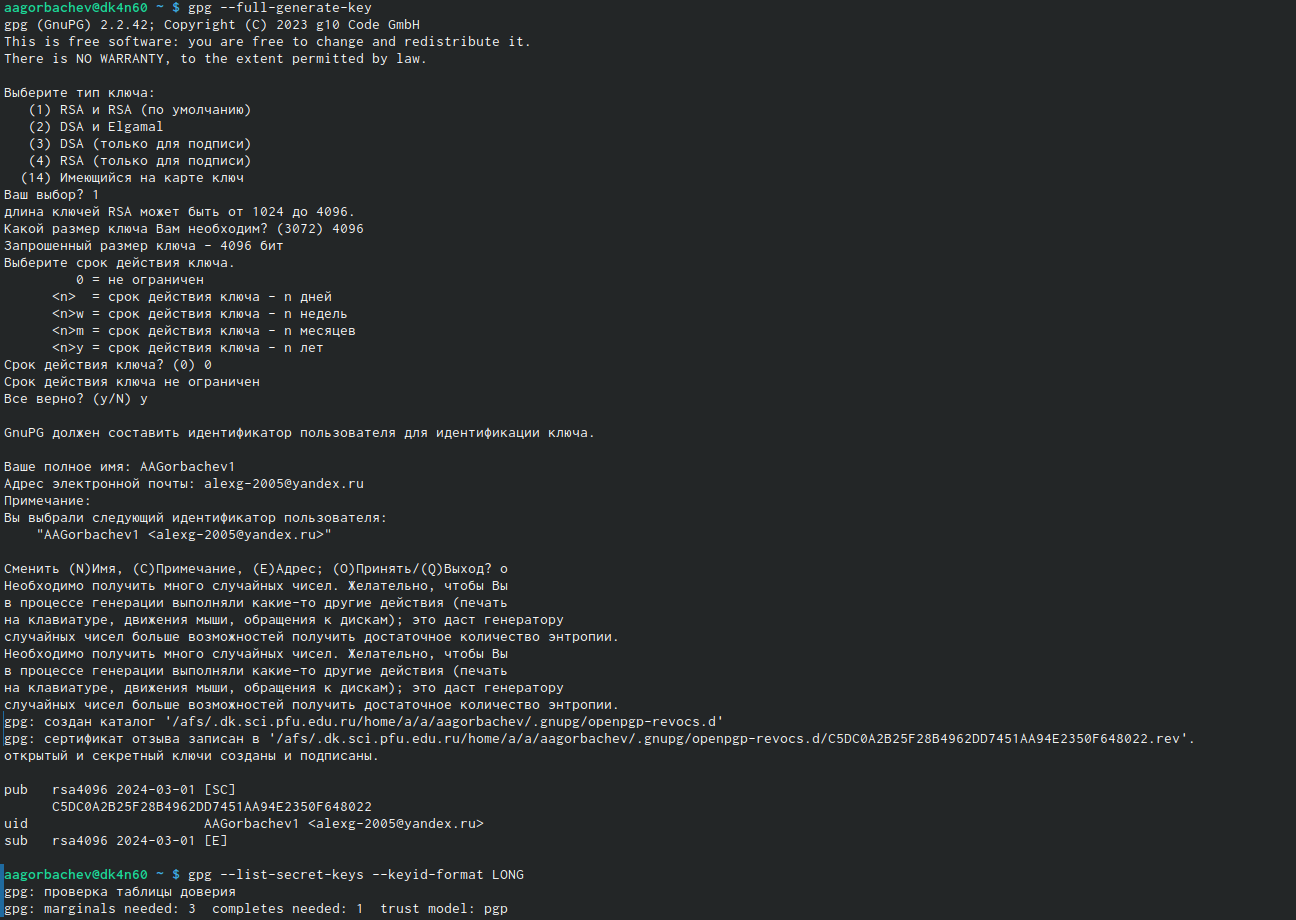 aagorbachev@dk4n60 ~ $ gpg --full-generate-key
gpg (GnuPG) 2.2.42; Copyright (C) 2023 g10 Code GmbH
This is free software: you are free to change and redistribute it.
There is NO WARRANTY, to the extent permitted by law.

Выберите тип ключа:
   (1) RSA и RSA (по умолчанию)
   (2) DSA и Elgamal
   (3) DSA (только для подписи)
   (4) RSA (только для подписи)
  (14) Имеющийся на карте ключ
Ваш выбор? 1
длина ключей RSA может быть от 1024 до 4096.
Какой размер ключа Вам необходим? (3072) 4096
Запрошенный размер ключа - 4096 бит
Выберите срок действия ключа.
         0 = не ограничен
      <n>  = срок действия ключа - n дней
      <n>w = срок действия ключа - n недель
      <n>m = срок действия ключа - n месяцев
      <n>y = срок действия ключа - n лет
Срок действия ключа? (0) 0
Срок действия ключа не ограничен
Все верно? (y/N) y

GnuPG должен составить идентификатор пользователя для идентификации ключа.

Ваше полное имя: AAGorbachev1
Адрес электронной почты: alexg-2005@yandex.ru
Примечание:
Вы выбрали следующий идентификатор пользователя:
    "AAGorbachev1 <alexg-2005@yandex.ru>"

Сменить (N)Имя, (C)Примечание, (E)Адрес; (O)Принять/(Q)Выход? o
Необходимо получить много случайных чисел. Желательно, чтобы Вы
в процессе генерации выполняли какие-то другие действия (печать
на клавиатуре, движения мыши, обращения к дискам); это даст генератору
случайных чисел больше возможностей получить достаточное количество энтропии.
Необходимо получить много случайных чисел. Желательно, чтобы Вы
в процессе генерации выполняли какие-то другие действия (печать
на клавиатуре, движения мыши, обращения к дискам); это даст генератору
случайных чисел больше возможностей получить достаточное количество энтропии.
gpg: создан каталог '/afs/.dk.sci.pfu.edu.ru/home/a/a/aagorbachev/.gnupg/openpgp-revocs.d'
gpg: сертификат отзыва записан в '/afs/.dk.sci.pfu.edu.ru/home/a/a/aagorbachev/.gnupg/openpgp-revocs.d/C5DC0A2B25F28B4962DD7451AA94E2350F648022.rev'.
открытый и секретный ключи созданы и подписаны.

pub   rsa4096 2024-03-01 [SC]
      C5DC0A2B25F28B4962DD7451AA94E2350F648022
uid                      AAGorbachev1 <alexg-2005@yandex.ru>
sub   rsa4096 2024-03-01 [E]

aagorbachev@dk4n60 ~ $ gpg --list-secret-keys --keyid-format LONG
gpg: проверка таблицы доверия
gpg: marginals needed: 3  completes needed: 1  trust model: pgp